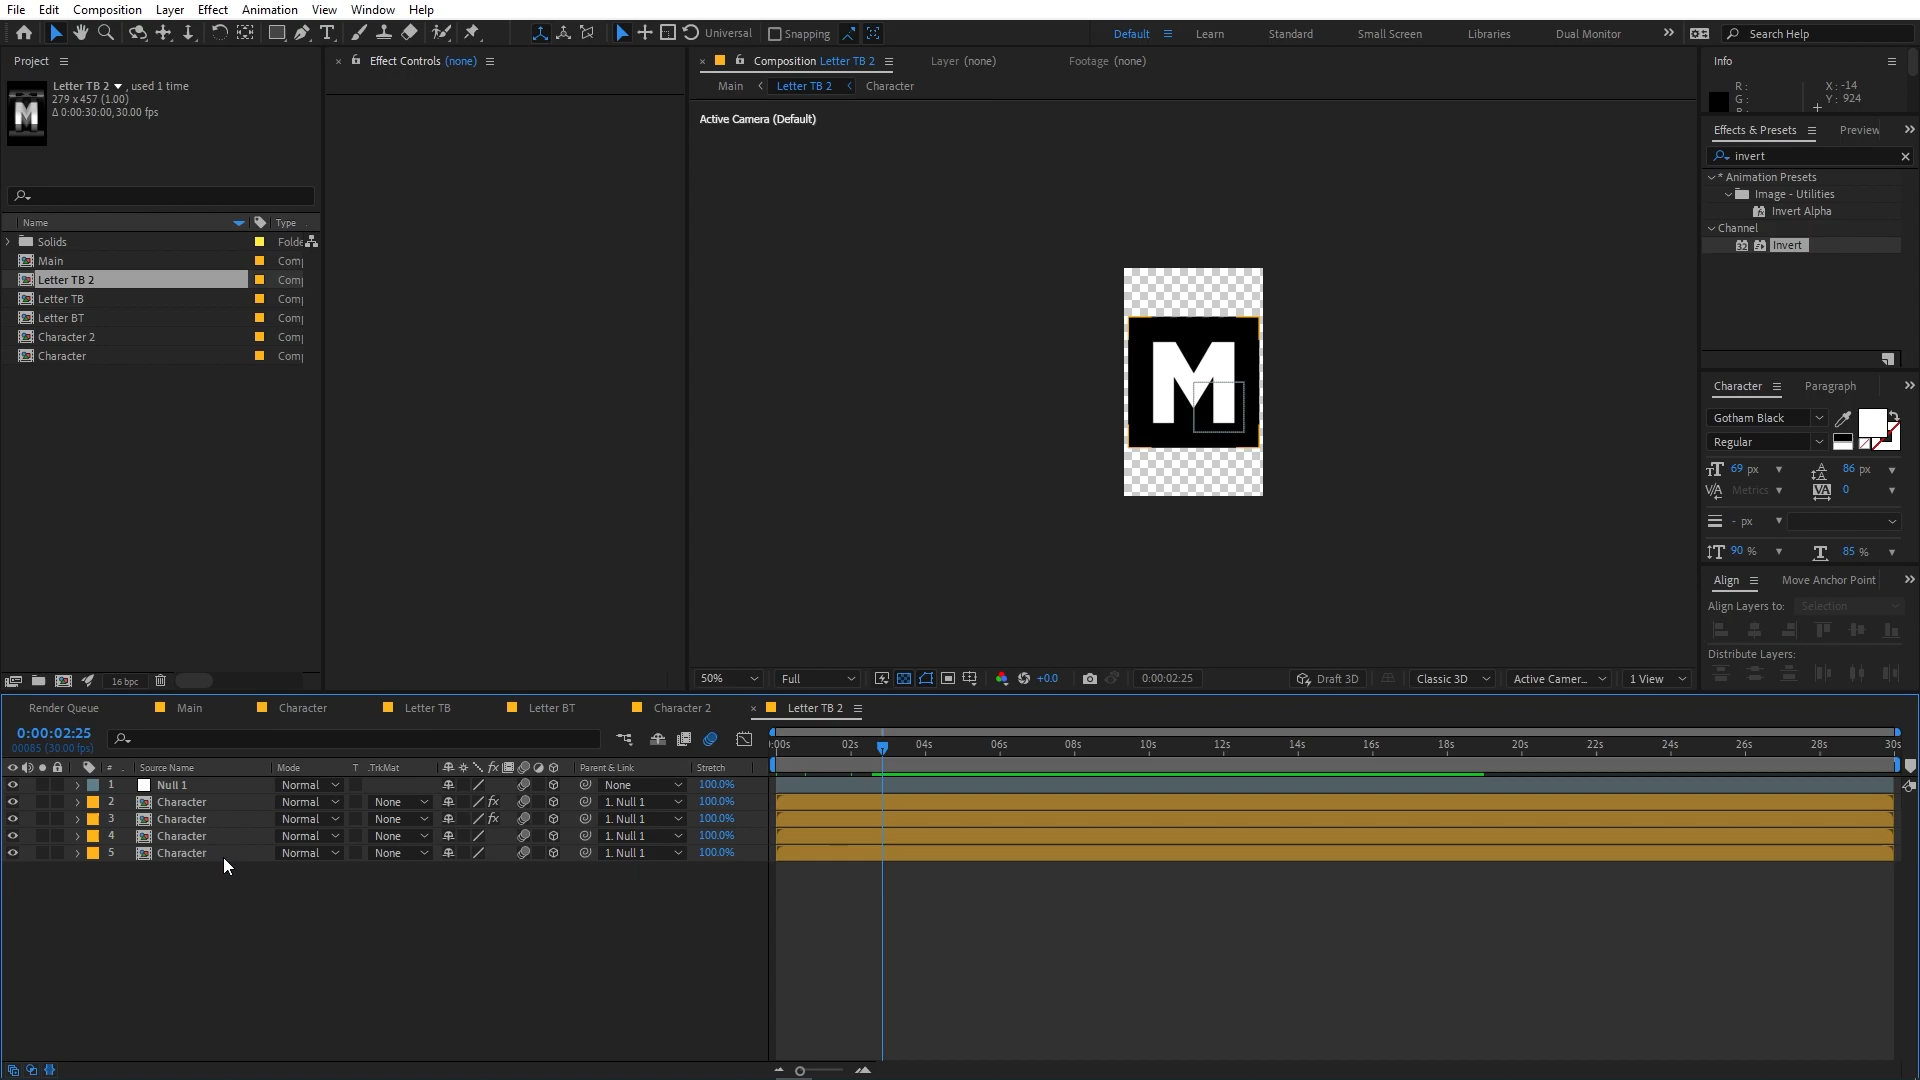 File Edit Composition Layer Effect Animation View Window Help
Universal Snapping Default Learn Standard Small Screen Libraries Dual Monitor Search Help
Project
Letter TB 2 , used 1 time
279 x 457 (1.00)
Δ 0:00:30:00, 30.00 fps
Name Type
Solids Folde
Main Comp
Letter TB 2 Comp
Letter TB Comp
Letter BT Comp
Character 2 Comp
Character Comp
16 bpc
Effect Controls (none)
Composition Letter TB 2 Layer (none) Footage (none)
Main Letter TB 2 Character
Active Camera (Default)
M
50% Full +0.0 0:00:02:25 Draft 3D Classic 3D Active Camer... 1 View
Info
R: X: -14
G: Y: 924
B:
Effects & Presets Preview
invert
* Animation Presets
Image - Utilities
Invert Alpha
Channel
32 Invert
Character Paragraph
Gotham Black
Regular
69 px 86 px
Metrics 0
- px
90 % 85 %
Align Move Anchor Point
Align Layers to: Selection
Distribute Layers:
Render Queue Main Character Letter TB Letter BT Character 2 Letter TB 2
0:00:02:25
00085 (30.00 fps)
:00s 02s 04s 06s 08s 10s 12s 14s 16s 18s 20s 22s 24s 26s 28s 30s
# Source Name Mode T .TrkMat fx Parent & Link Stretch
1 Null 1 Normal None 100.0%
2 Character Normal None fx 1. Null 1 100.0%
3 Character Normal None fx 1. Null 1 100.0%
4 Character Normal None 1. Null 1 100.0%
5 Character Normal None 1. Null 1 100.0%